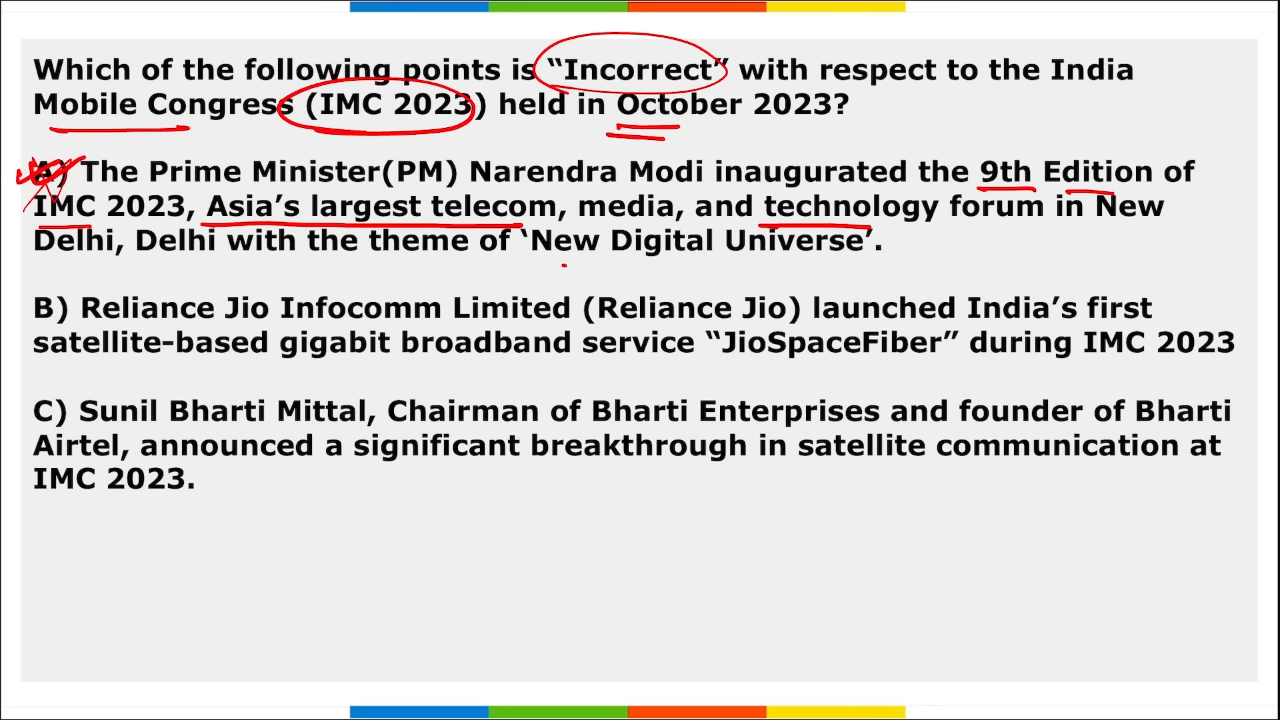 Which of the following points is “Incorrect” with respect to the India
Mobile Congress (IMC 2023) held in October 2023?
A) The Prime Minister(PM) Narendra Modi inaugurated the 9th Edition of
IMC 2023, Asia’s largest telecom, media, and technology forum in New
Delhi, Delhi with the theme of ‘New Digital Universe’.
B) Reliance Jio Infocomm Limited (Reliance Jio) launched India’s first
satellite-based gigabit broadband service “JioSpaceFiber” during IMC 2023
C) Sunil Bharti Mittal, Chairman of Bharti Enterprises and founder of Bharti
Airtel, announced a significant breakthrough in satellite communication at
IMC 2023.